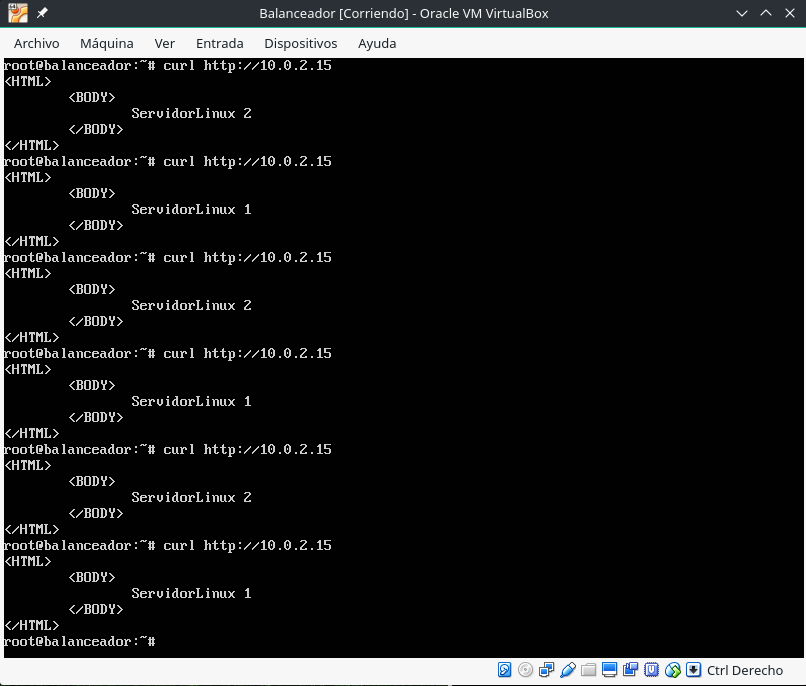 Balanceador [Corriendo] - Oracle VM VirtualBox
Archivo Máquina Ver Entrada Dispositivos Ayuda
root@balanceador:~# curl http://10.0.2.15
<HTML>
<BODY>
ServidorLinux 2
</BODY>
</HTML>
root@balanceador:~# curl http://10.0.2.15
<HTML>
<BODY>
ServidorLinux 1
</BODY>
</HTML>
root@balanceador:~# curl http://10.0.2.15
<HTML>
<BODY>
ServidorLinux 2
</BODY>
</HTML>
root@balanceador:~# curl http://10.0.2.15
<HTML>
<BODY>
ServidorLinux 1
</BODY>
</HTML>
root@balanceador:~# curl http://10.0.2.15
<HTML>
<BODY>
ServidorLinux 2
</BODY>
</HTML>
root@balanceador:~# curl http://10.0.2.15
<HTML>
<BODY>
ServidorLinux 1
</BODY>
</HTML>
root@balanceador:~#
Ctrl Derecho